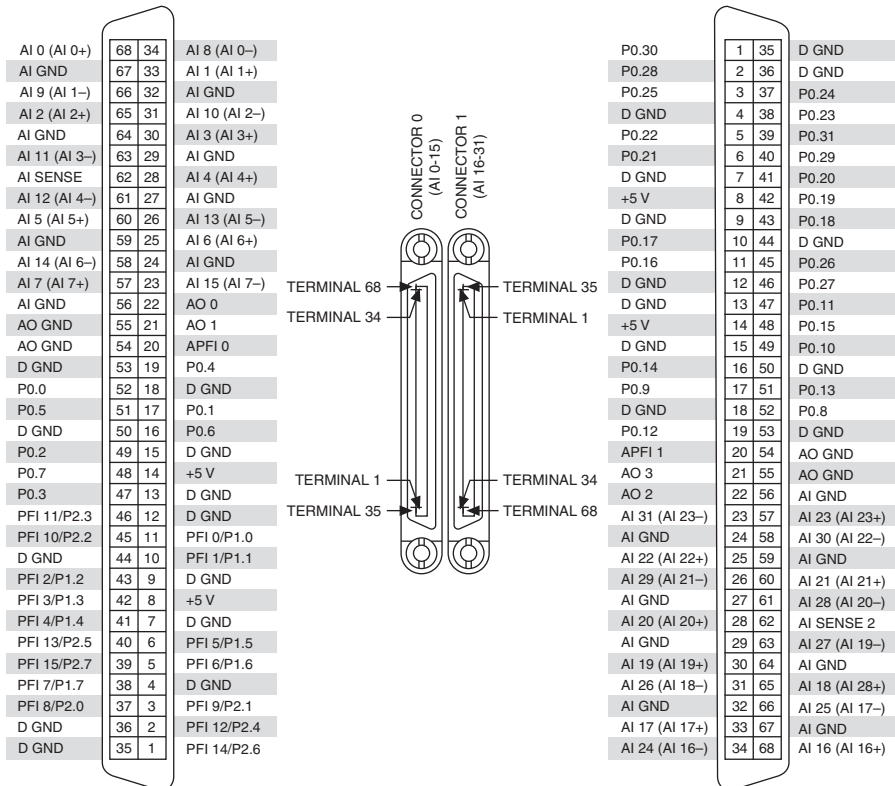 AI 0 (AI 0+) 68 34 AI 8 (AI 0–)
AI GND 67 33 AI 1 (AI 1+)
AI 9 (AI 1–) 66 32 AI GND
AI 2 (AI 2+) 65 31 AI 10 (AI 2–)
AI GND 64 30 AI 3 (AI 3+)
AI 11 (AI 3–) 63 29 AI GND
AI SENSE 62 28 AI 4 (AI 4+)
AI 12 (AI 4–) 61 27 AI GND
AI 5 (AI 5+) 60 26 AI 13 (AI 5–)
AI GND 59 25 AI 6 (AI 6+)
AI 14 (AI 6–) 58 24 AI GND
AI 7 (AI 7+) 57 23 AI 15 (AI 7–)
AI GND 56 22 AO 0
AO GND 55 21 AO 1
AO GND 54 20 APFI 0
D GND 53 19 P0.4
P0.0 52 18 D GND
P0.5 51 17 P0.1
D GND 50 16 P0.6
P0.2 49 15 D GND
P0.7 48 14 +5 V
P0.3 47 13 D GND
PFI 11/P2.3 46 12 D GND
PFI 10/P2.2 45 11 PFI 0/P1.0
D GND 44 10 PFI 1/P1.1
PFI 2/P1.2 43 9 D GND
PFI 3/P1.3 42 8 +5 V
PFI 4/P1.4 41 7 D GND
PFI 13/P2.5 40 6 PFI 5/P1.5
PFI 15/P2.7 39 5 PFI 6/P1.6
PFI 7/P1.7 38 4 D GND
PFI 8/P2.0 37 3 PFI 9/P2.1
D GND 36 2 PFI 12/P2.4
D GND 35 1 PFI 14/P2.6
CONNECTOR 0
(AI 0-15)
CONNECTOR 1
(AI 16-31)
TERMINAL 68
TERMINAL 34
TERMINAL 35
TERMINAL 1
TERMINAL 1
TERMINAL 35
TERMINAL 34
TERMINAL 68
P0.30 1 35 D GND
P0.28 2 36 D GND
P0.25 3 37 P0.24
D GND 4 38 P0.23
P0.22 5 39 P0.31
P0.21 6 40 P0.29
D GND 7 41 P0.20
+5 V 8 42 P0.19
D GND 9 43 P0.18
P0.17 10 44 D GND
P0.16 11 45 P0.26
D GND 12 46 P0.27
D GND 13 47 P0.11
+5 V 14 48 P0.15
D GND 15 49 P0.10
P0.14 16 50 D GND
P0.9 17 51 P0.13
D GND 18 52 P0.8
P0.12 19 53 D GND
APFI 1 20 54 AO GND
AO 3 21 55 AO GND
AO 2 22 56 AI GND
AI 31 (AI 23–) 23 57 AI 23 (AI 23+)
AI GND 24 58 AI 30 (AI 22–)
AI 22 (AI 22+) 25 59 AI GND
AI 29 (AI 21–) 26 60 AI 21 (AI 21+)
AI GND 27 61 AI 28 (AI 20–)
AI 20 (AI 20+) 28 62 AI SENSE 2
AI GND 29 63 AI 27 (AI 19–)
AI 19 (AI 19+) 30 64 AI GND
AI 26 (AI 18–) 31 65 AI 18 (AI 28+)
AI GND 32 66 AI 25 (AI 17–)
AI 17 (AI 17+) 33 67 AI GND
AI 24 (AI 16–) 34 68 AI 16 (AI 16+)